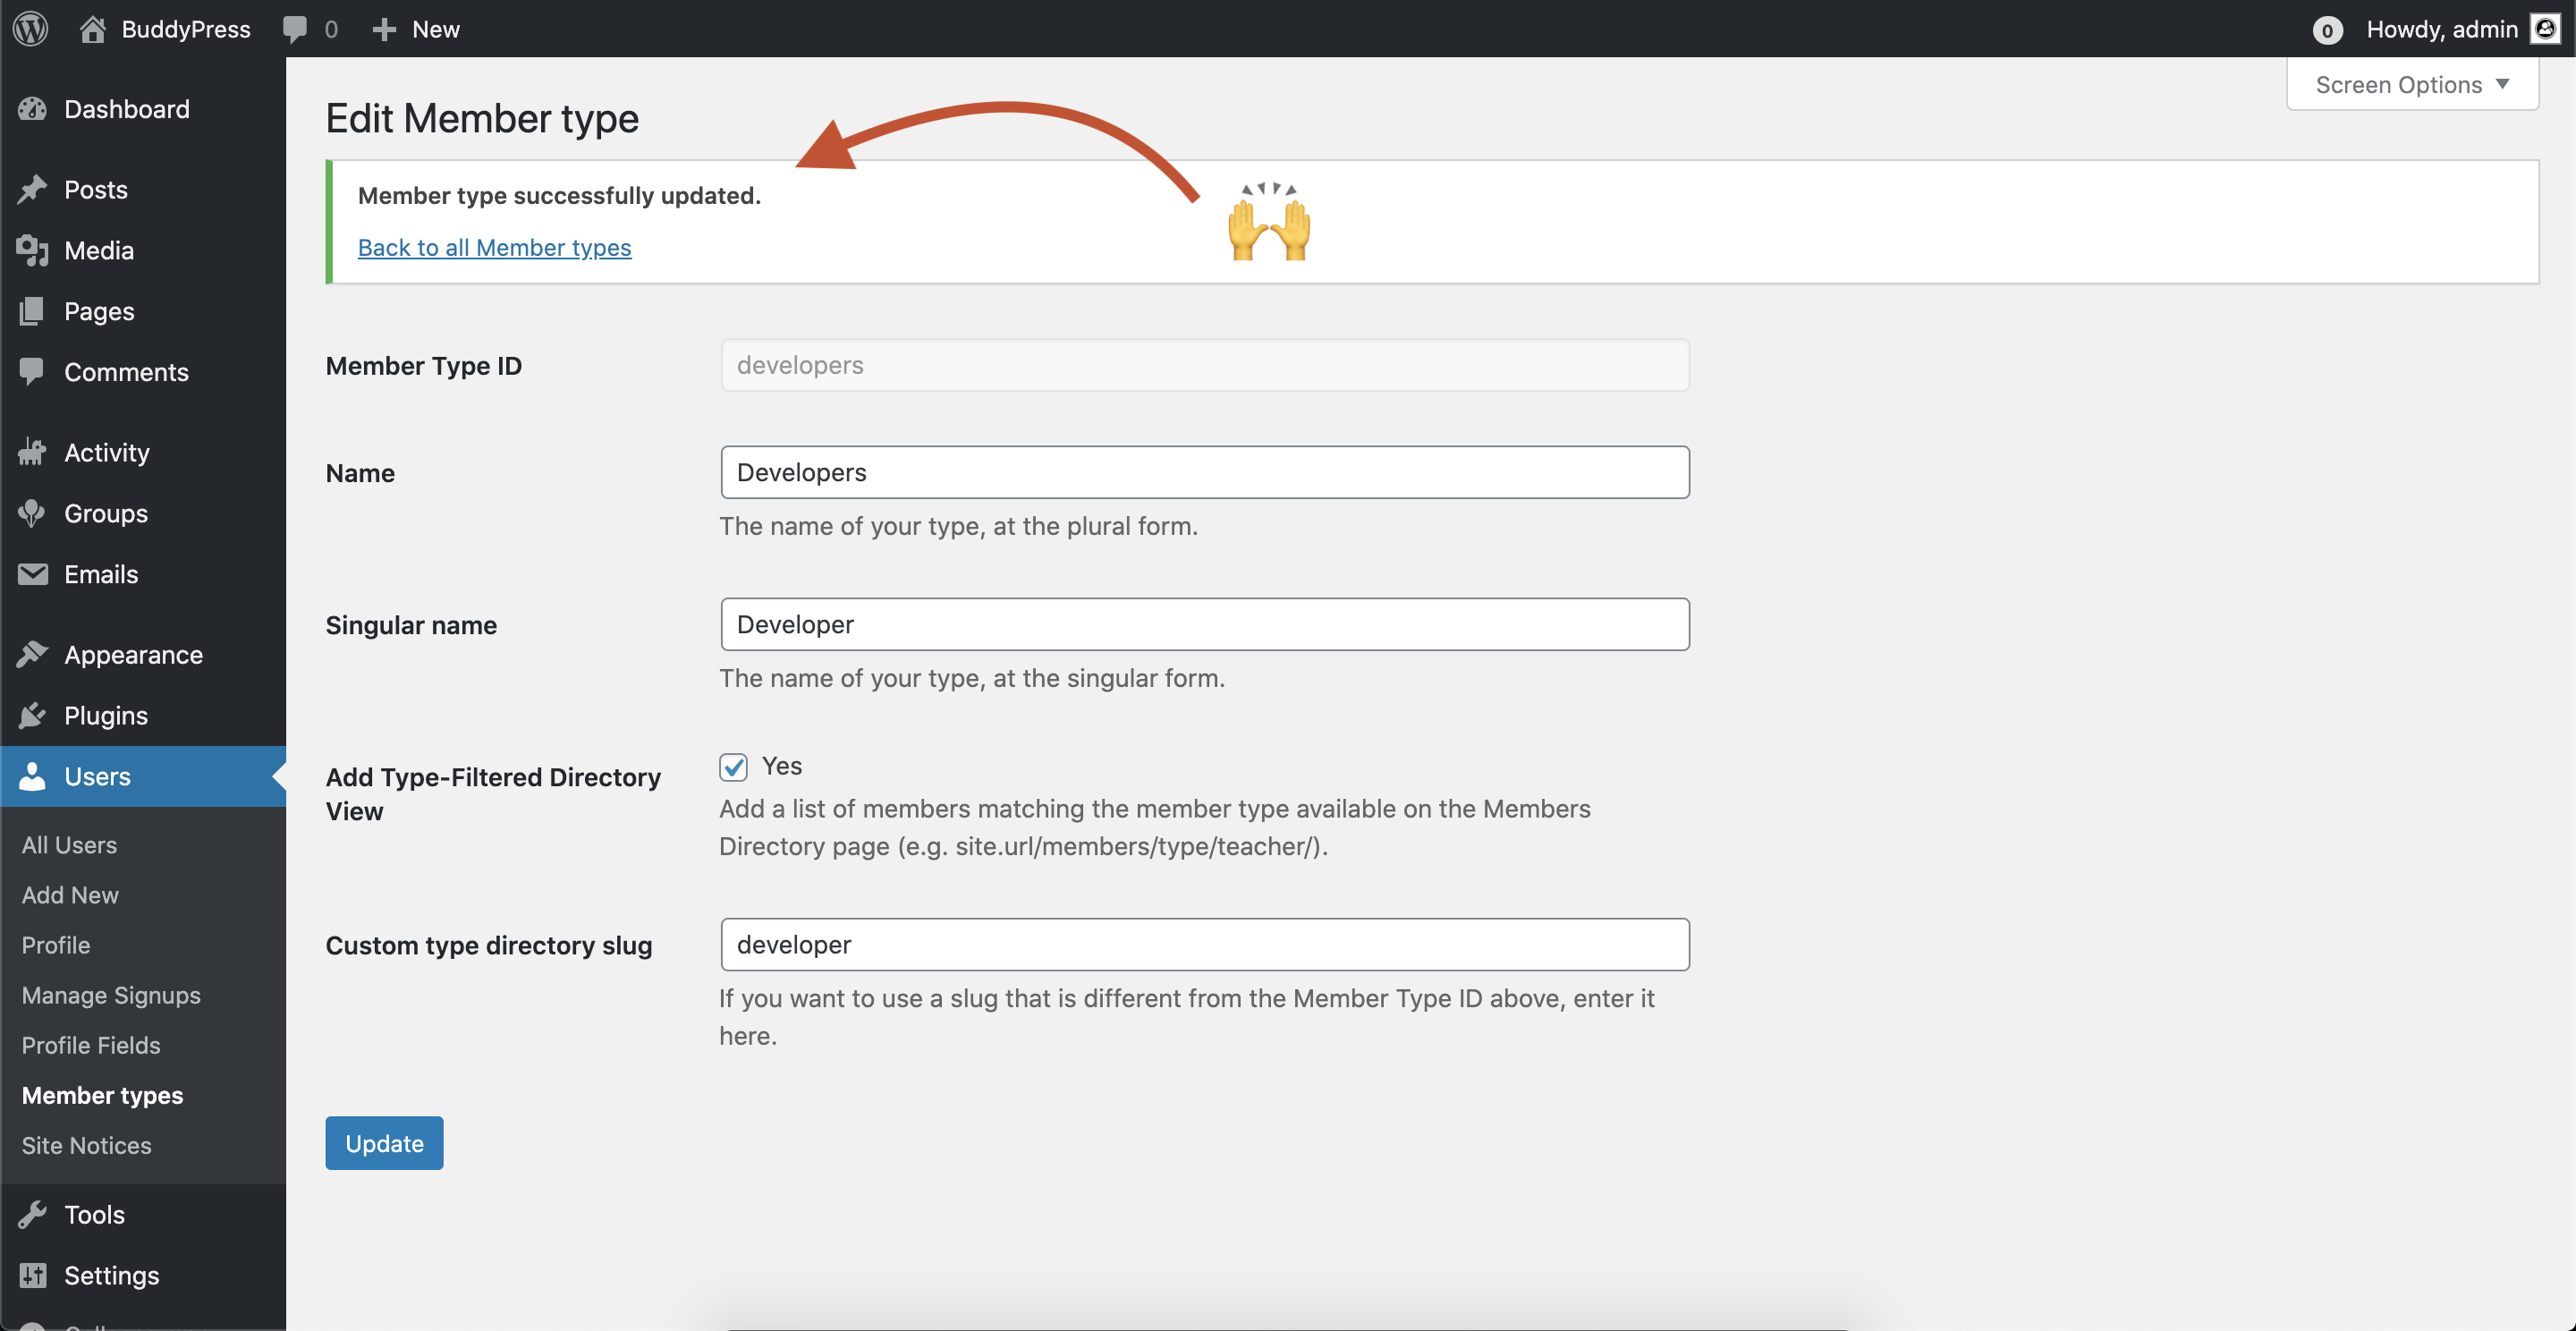 BuddyPress 0 New 0 Howdy, admin
Screen Options
Dashboard
Posts
Media
Pages
Comments
Activity
Groups
Emails
Appearance
Plugins
Users
All Users
Add New
Profile
Manage Signups
Profile Fields
Member types
Site Notices
Tools
Settings
Edit Member type
Member type successfully updated.
Back to all Member types
Member Type ID
developers
Name
Developers
The name of your type, at the plural form.
Singular name
Developer
The name of your type, at the singular form.
Add Type-Filtered Directory
View
Yes
Add a list of members matching the member type available on the Members
Directory page (e.g. site.url/members/type/teacher/).
Custom type directory slug
developer
If you want to use a slug that is different from the Member Type ID above, enter it
here.
Update